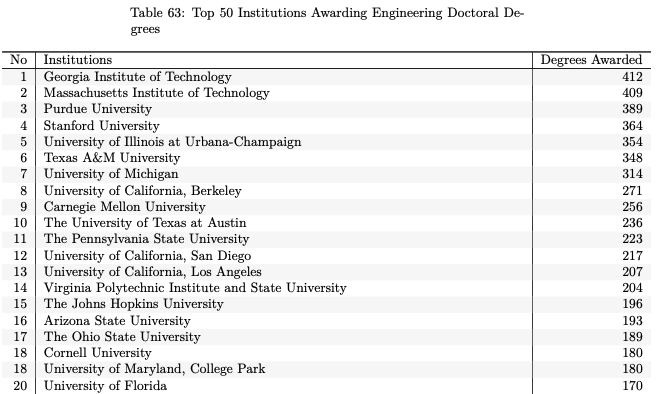 Table 63: Top 50 Institutions Awarding Engineering Doctoral De-
grees
No Institutions Degrees Awarded
1 Georgia Institute of Technology 412
2 Massachusetts Institute of Technology 409
3 Purdue University 389
4 Stanford University 364
5 University of Illinois at Urbana-Champaign 354
6 Texas A&M University 348
7 University of Michigan 314
8 University of California, Berkeley 271
9 Carnegie Mellon University 256
10 The University of Texas at Austin 236
11 The Pennsylvania State University 223
12 University of California, San Diego 217
13 University of California, Los Angeles 207
14 Virginia Polytechnic Institute and State University 204
15 The Johns Hopkins University 196
16 Arizona State University 193
17 The Ohio State University 189
18 Cornell University 180
18 University of Maryland, College Park 180
20 University of Florida 170